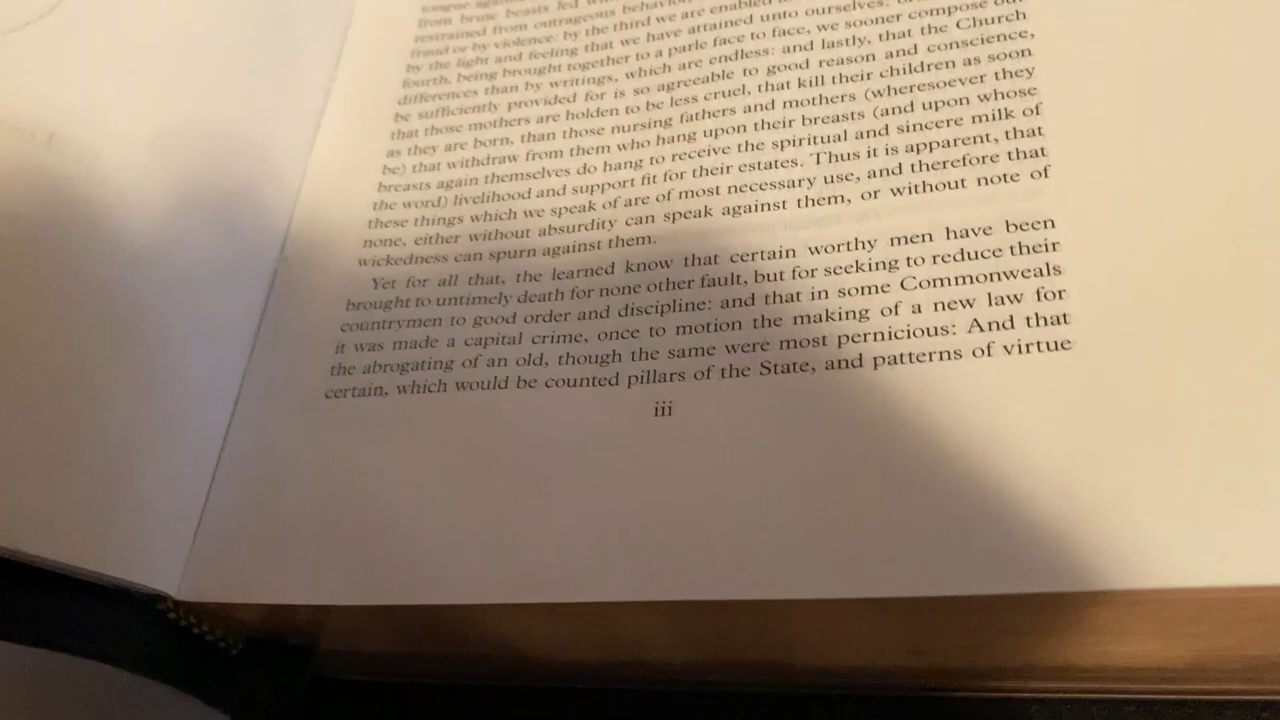 from brute beasts led
restrained from outrageous behavior
fraud or by violence: by the third we are enabled to
by the light and feeling that we have attained unto ourselves:
fourth, being brought together to a parle face to face, we sooner compose our
differences than by writings, which are endless: and lastly, that the Church
be sufficiently provided for is so agreeable to good reason and conscience,
that those mothers are holden to be less cruel, that kill their children as soon
as they are born, than those nursing fathers and mothers (wheresoever they
be) that withdraw from them who hang upon their breasts (and upon whose
breasts again themselves do hang to receive the spiritual and sincere milk of
the word) livelihood and support fit for their estates. Thus it is apparent, that
these things which we speak of are of most necessary use, and therefore that
none, either without absurdity can speak against them, or without note of
wickedness can spurn against them.
Yet for all that, the learned know that certain worthy men have been
brought to untimely death for none other fault, but for seeking to reduce their
countrymen to good order and discipline: and that in some Commonweals
it was made a capital crime, once to motion the making of a new law for
the abrogating of an old, though the same were most pernicious: And that
certain, which would be counted pillars of the State, and patterns of virtue
iii